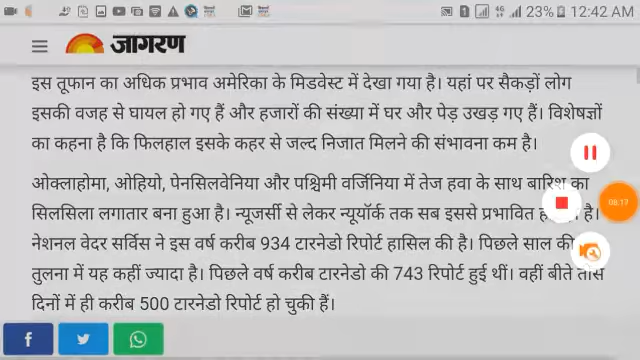 23% 12:42 AM
जागरण
इस तूफान का अधिक प्रभाव अमेरिका के मिडवेस्ट में देखा गया है। यहां पर सैकड़ों लोग
इसकी वजह से घायल हो गए हैं और हजारों की संख्या में घर और पेड़ उखड़ गए हैं। विशेषज्ञों
का कहना है कि फिलहाल इसके कहर से जल्द निजात मिलने की संभावना कम है।
ओक्लाहोमा, ओहियो, पेनसिलवेनिया और पश्चिमी वर्जिनिया में तेज हवा के साथ बारिश का
सिलसिला लगातार बना हुआ है। न्यूजर्सी से लेकर न्यूयॉर्क तक सब इससे प्रभावित है।
08:17
नेशनल वेदर सर्विस ने इस वर्ष करीब 934 टारनेडो रिपोर्ट हासिल की है। पिछले साल की
तुलना में यह कहीं ज्यादा है। पिछले वर्ष करीब टारनेडो की 743 रिपोर्ट हुई थीं। वहीं बीते तीस
दिनों में ही करीब 500 टारनेडो रिपोर्ट हो चुकी हैं।